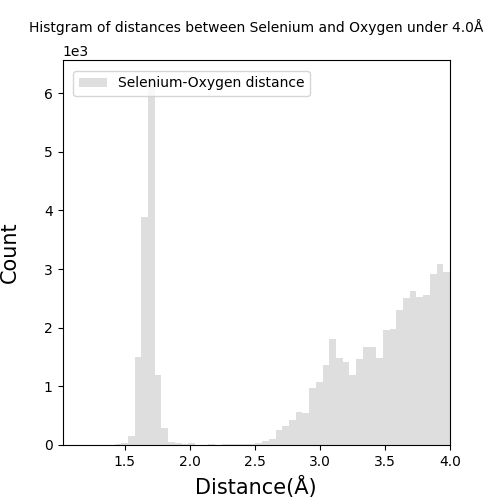 Histgram of distances between Selenium and Oxygen under 4.0Å
1e3
Selenium-Oxygen distance
6
5
4
3
2
1
0
Count
1.5 2.0 2.5 3.0 3.5 4.0
Distance(Å)